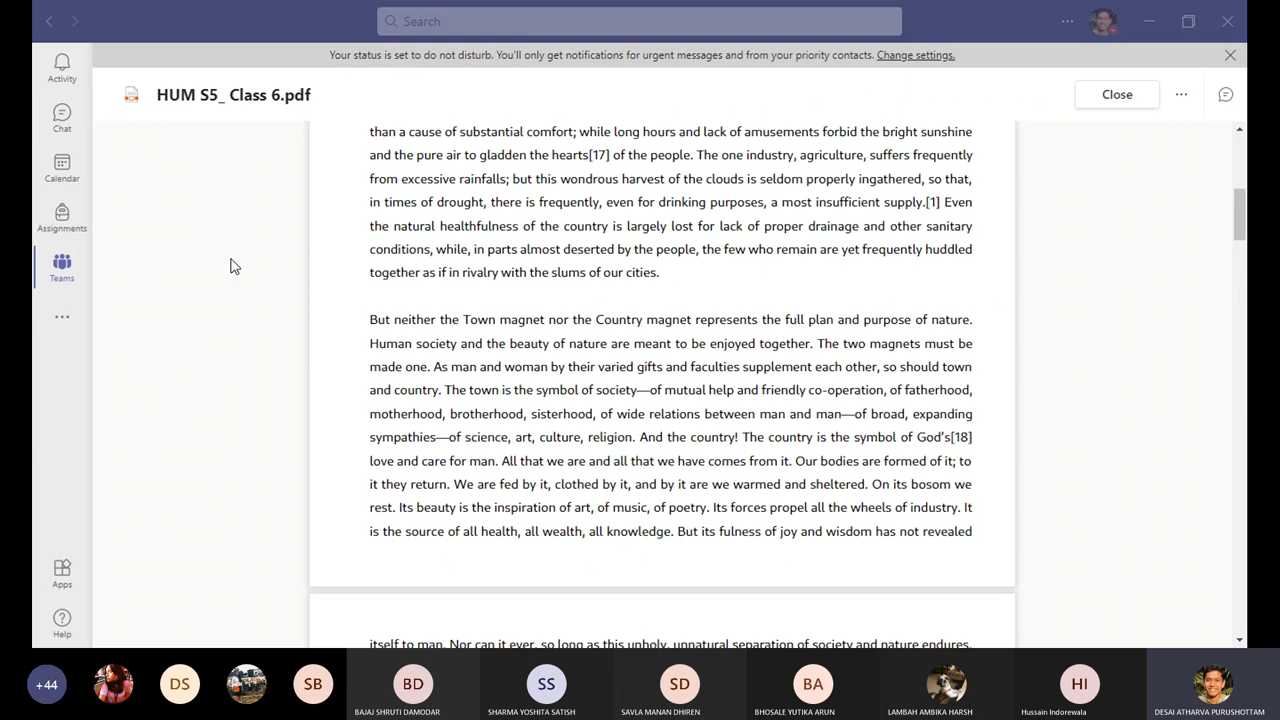 Search
Your status is set to do not disturb. You'll only get notifications for urgent messages and from your priority contacts. Change settings.
Activity
Chat
Calendar
Assignments
Teams
Apps
Help
HUM S5_ Class 6.pdf
Close
than a cause of substantial comfort; while long hours and lack of amusements forbid the bright sunshine
and the pure air to gladden the hearts[17] of the people. The one industry, agriculture, suffers frequently
from excessive rainfalls; but this wondrous harvest of the clouds is seldom properly ingathered, so that,
in times of drought, there is frequently, even for drinking purposes, a most insufficient supply.[1] Even
the natural healthfulness of the country is largely lost for lack of proper drainage and other sanitary
conditions, while, in parts almost deserted by the people, the few who remain are yet frequently huddled
together as if in rivalry with the slums of our cities.
But neither the Town magnet nor the Country magnet represents the full plan and purpose of nature.
Human society and the beauty of nature are meant to be enjoyed together. The two magnets must be
made one. As man and woman by their varied gifts and faculties supplement each other, so should town
and country. The town is the symbol of society—of mutual help and friendly co-operation, of fatherhood,
motherhood, brotherhood, sisterhood, of wide relations between man and man—of broad, expanding
sympathies—of science, art, culture, religion. And the country! The country is the symbol of God's[18]
love and care for man. All that we are and all that we have comes from it. Our bodies are formed of it; to
it they return. We are fed by it, clothed by it, and by it are we warmed and sheltered. On its bosom we
rest. Its beauty is the inspiration of art, of music, of poetry. Its forces propel all the wheels of industry. It
is the source of all health, all wealth, all knowledge. But its fulness of joy and wisdom has not revealed
itself to man. Nor can it ever, so long as this unholy, unnatural separation of society and nature endures.
+44
DS
SB
BD
SS
SD
BA
HI
BAJAJ SHRUTI DAMODAR
SHARMA YOSHITA SATISH
SAVLA MANAN DHIREN
BHOSALE YUTIKA ARUN
LAMBAH AMBIKA HARSH
Hussain Indorewala
DESAI ATHARVA PURUSHOTTAM